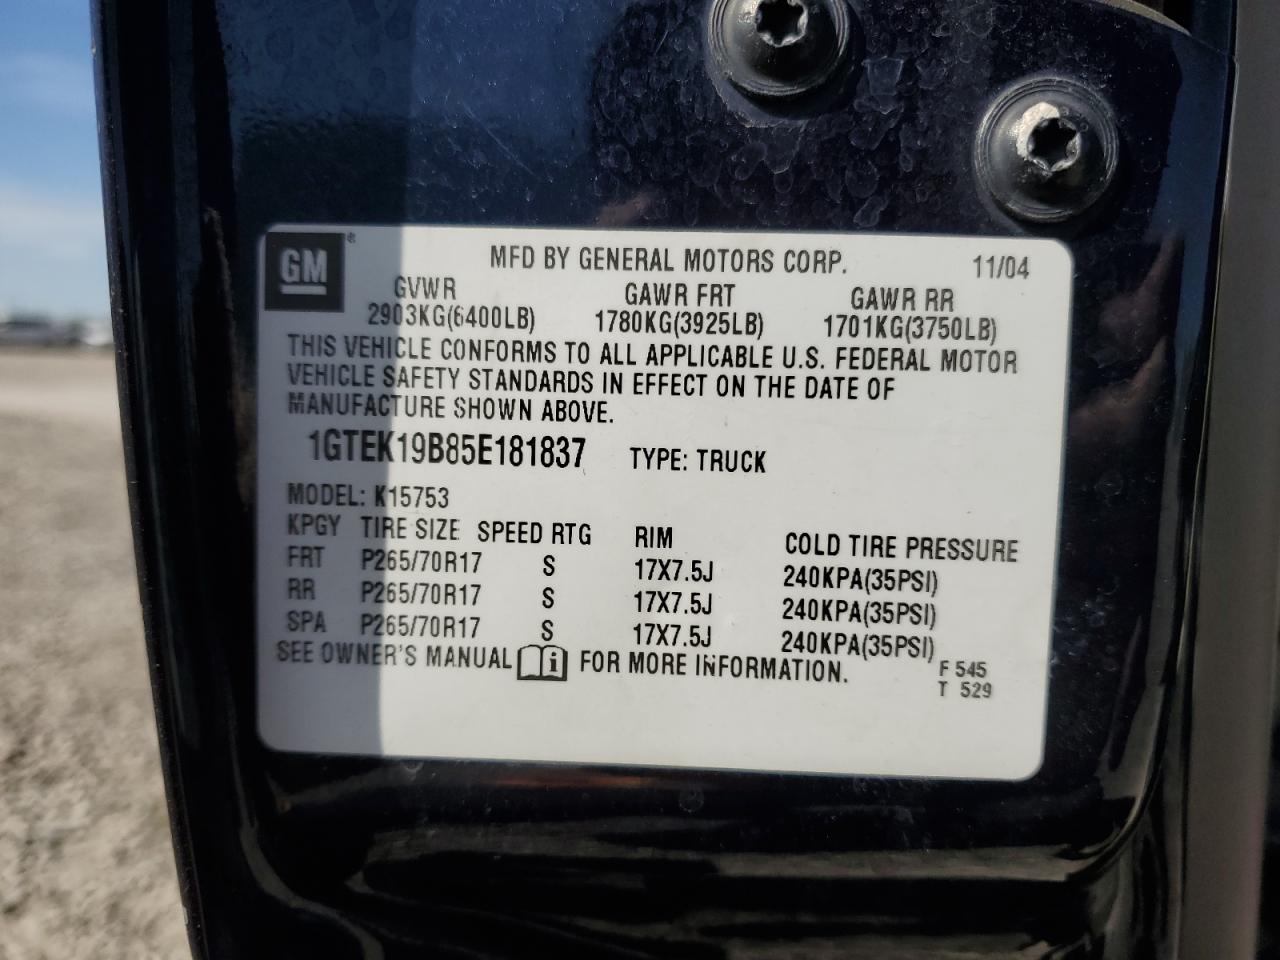 GM® MFD BY GENERAL MOTORS CORP. 11/04
GVWR GAWR FRT GAWR RR
2903KG(6400LB) 1780KG(3925LB) 1701KG(3750LB)
THIS VEHICLE CONFORMS TO ALL APPLICABLE U.S. FEDERAL MOTOR
VEHICLE SAFETY STANDARDS IN EFFECT ON THE DATE OF
MANUFACTURE SHOWN ABOVE.
1GTEK19B85E181837 TYPE: TRUCK
MODEL: K15753
KPGY TIRE SIZE SPEED RTG RIM COLD TIRE PRESSURE
FRT P265/70R17 S 17X7.5J 240KPA(35PSI)
RR P265/70R17 S 17X7.5J 240KPA(35PSI)
SPA P265/70R17 S 17X7.5J 240KPA(35PSI)
SEE OWNER'S MANUAL i FOR MORE INFORMATION.
F 545
T 529